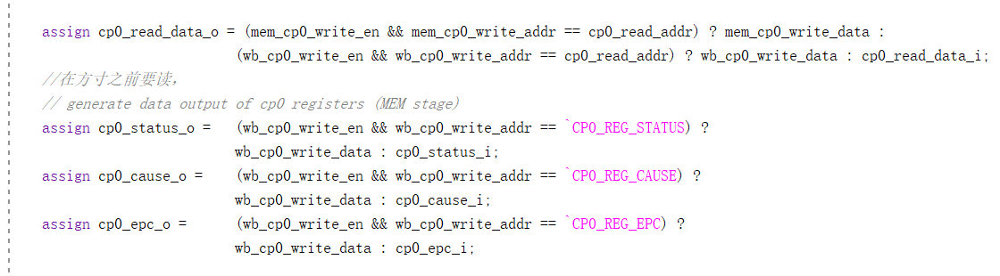 assign cp0_read_data_o = (mem_cp0_write_en && mem_cp0_write_addr == cp0_read_addr) ? mem_cp0_write_data :
(wb_cp0_write_en && wb_cp0_write_addr == cp0_read_addr) ? wb_cp0_write_data : cp0_read_data_i;
//在方寸之前要读，
// generate data output of cp0 registers (MEM stage)
assign cp0_status_o = (wb_cp0_write_en && wb_cp0_write_addr == `CP0_REG_STATUS) ?
wb_cp0_write_data : cp0_status_i;
assign cp0_cause_o = (wb_cp0_write_en && wb_cp0_write_addr == `CP0_REG_CAUSE) ?
wb_cp0_write_data : cp0_cause_i;
assign cp0_epc_o = (wb_cp0_write_en && wb_cp0_write_addr == `CP0_REG_EPC) ?
wb_cp0_write_data : cp0_epc_i;